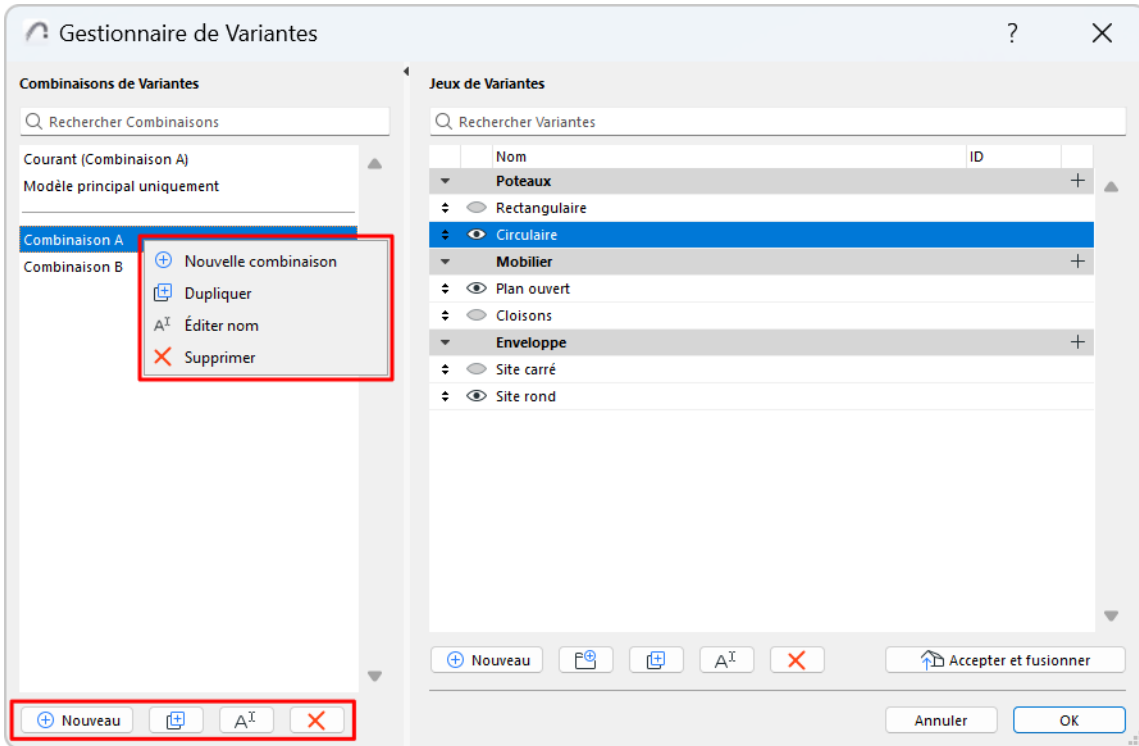 Gestionnaire de Variantes
?
Combinaisons de Variantes
Rechercher Combinaisons
Courant (Combinaison A)
Modèle principal uniquement
Combinaison A
Combinaison B
Nouvelle combinaison
Dupliquer
Éditer nom
Supprimer
Nouveau
Jeux de Variantes
Rechercher Variantes
Nom ID
Poteaux
Rectangulaire
Circulaire
Mobilier
Plan ouvert
Cloisons
Enveloppe
Site carré
Site rond
Nouveau
Accepter et fusionner
Annuler OK